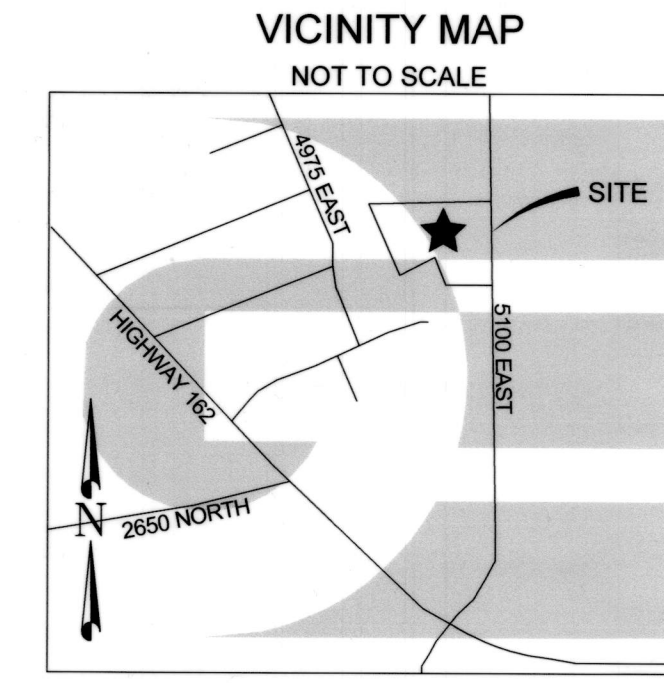 VICINITY MAP
NOT TO SCALE
4975 EAST
SITE
5100 EAST
HIGHWAY 162
2650 NORTH
N